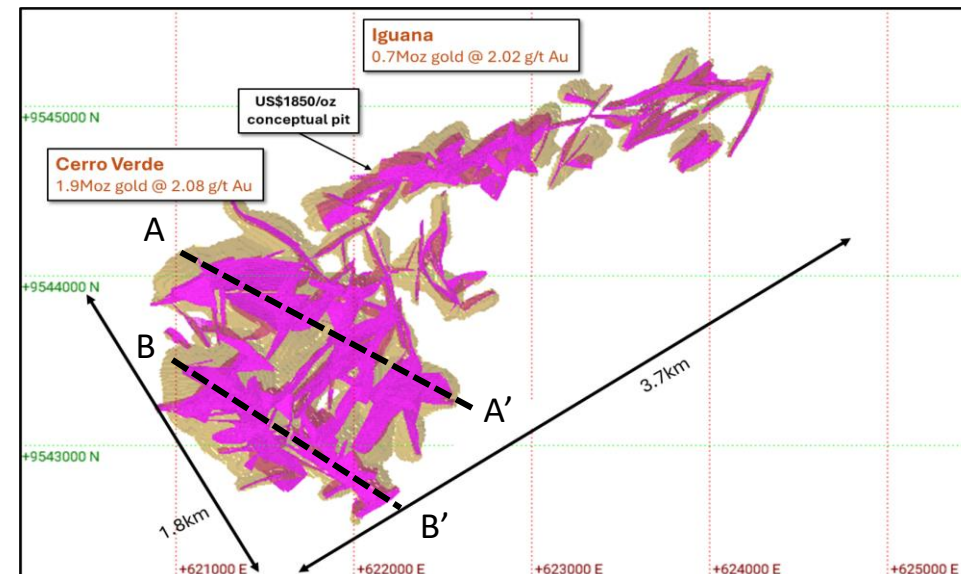 Iguana
0.7Moz gold @ 2.02 g/t Au
US$1850/oz
conceptual pit
+9545000 N
Cerro Verde
1.9Moz gold @ 2.08 g/t Au
A
+9544000 N
B
3.7km
A’
+9543000 N
1.8km
B’
+621000 E
+622000 E
+623000 E
+624000 E
+625000 E